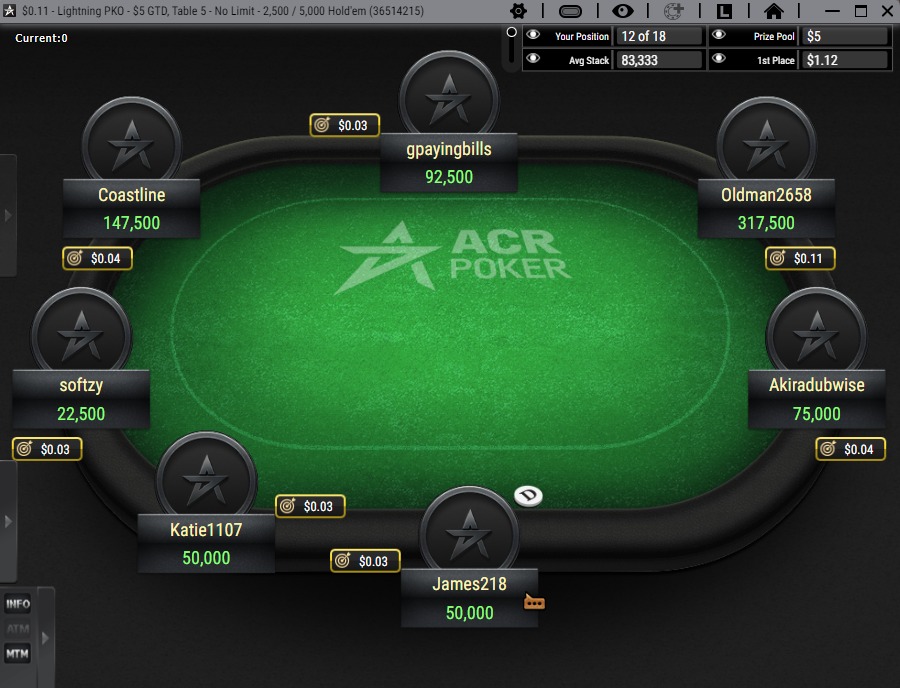 $0.11 - Lightning PKO - $5 GTD, Table 5 - No Limit - 2,500 / 5,000 Hold'em (36514215)
L
Current:0
Your Position 12 of 18 Prize Pool $5
Avg Stack 83,333 1st Place $1.12
$0.03
gpayingbills
92,500
Coastline
147,500
$0.04
Oldman2658
317,500
$0.11
ACR
POKER
softzy
22,500
$0.03
Akiradubwise
75,000
$0.04
Katie1107
50,000
$0.03
D
$0.03
James218
50,000
INFO
ATM
MTM